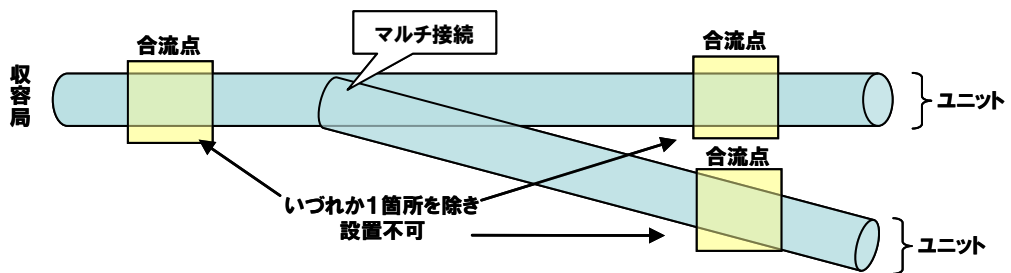 マルチ接続
合流点
合流点
収容局
ユニット
合流点
いづれか1箇所を除き
設置不可
ユニット